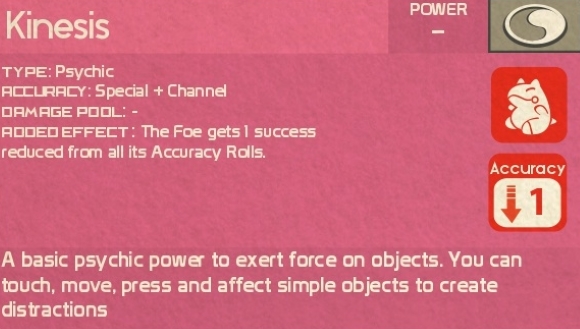 Kinesis
POWER
–
TYPE: Psychic
ACCURACY: Special + Channel
DAMAGE POOL: -
ADDED EFFECT: The Foe gets 1 success
reduced from all its Accuracy Rolls.
Accuracy
1
A basic psychic power to exert force on objects. You can
touch, move, press and affect simple objects to create
distractions